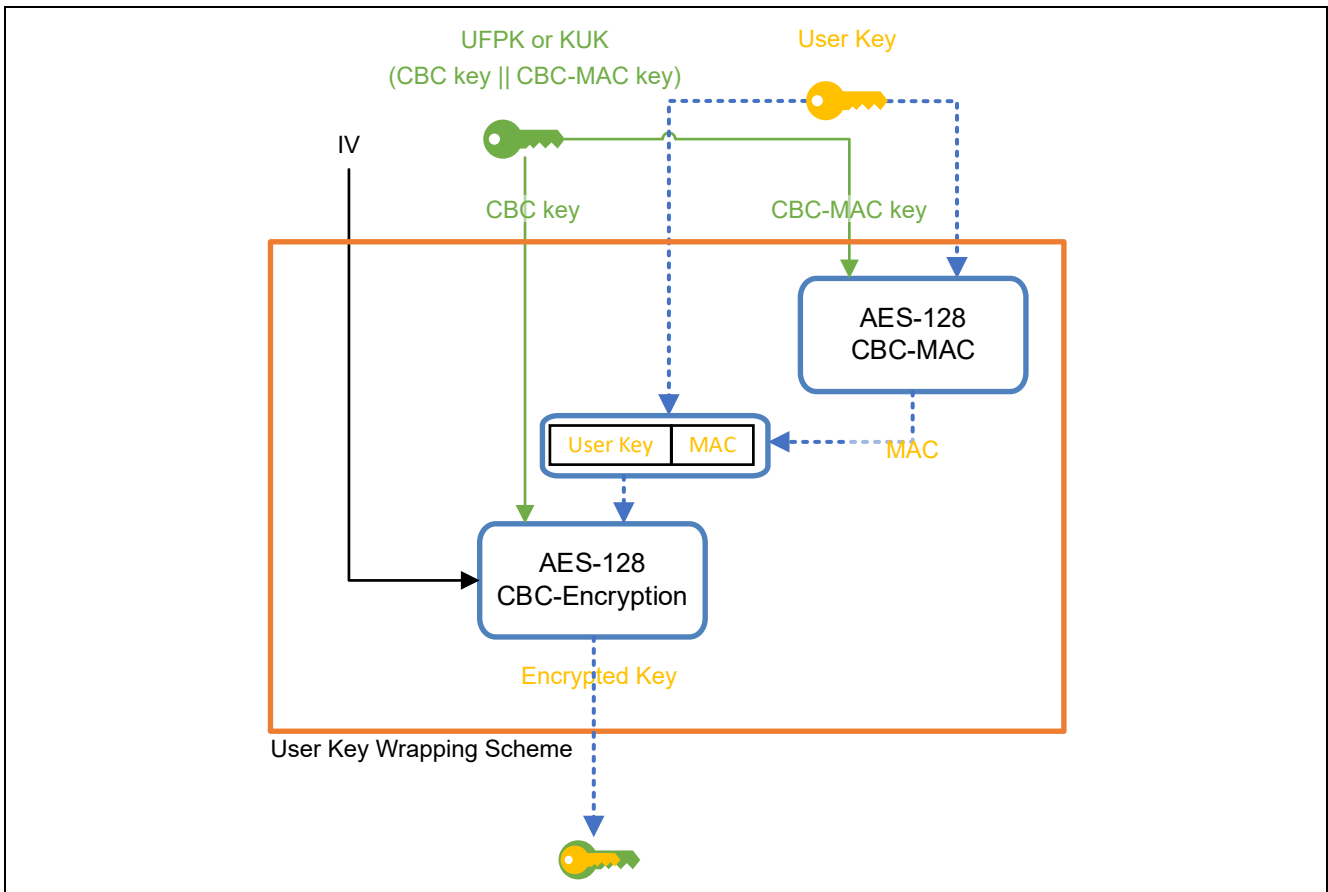 UFPK or KUK
(CBC key || CBC-MAC key)
User Key
IV
CBC key
CBC-MAC key
AES-128
CBC-MAC
User Key
MAC
MAC
AES-128
CBC-Encryption
Encrypted Key
User Key Wrapping Scheme